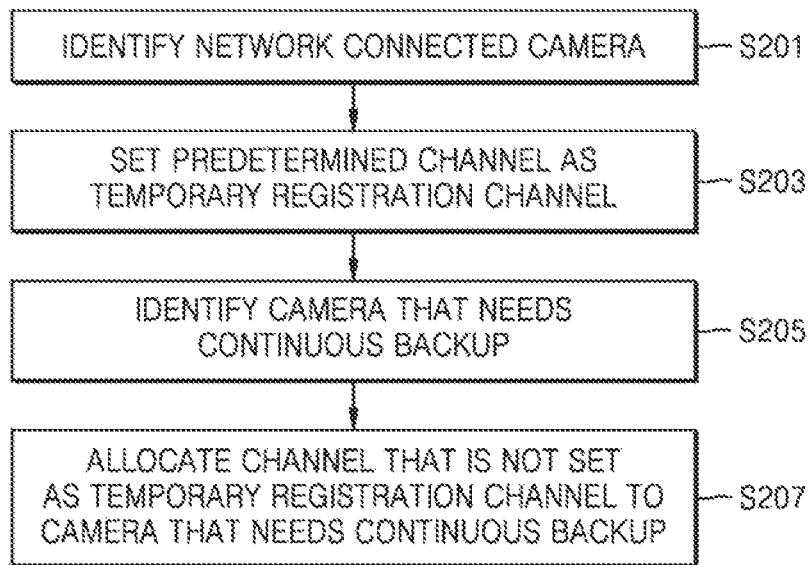 IDENTIFY NETWORK CONNECTED CAMERA
S201
SET PREDETERMINED CHANNEL AS
TEMPORARY REGISTRATION CHANNEL
S203
IDENTIFY CAMERA THAT NEEDS
CONTINUOUS BACKUP
S205
ALLOCATE CHANNEL THAT IS NOT SET
AS TEMPORARY REGISTRATION CHANNEL TO
CAMERA THAT NEEDS CONTINUOUS BACKUP
S207